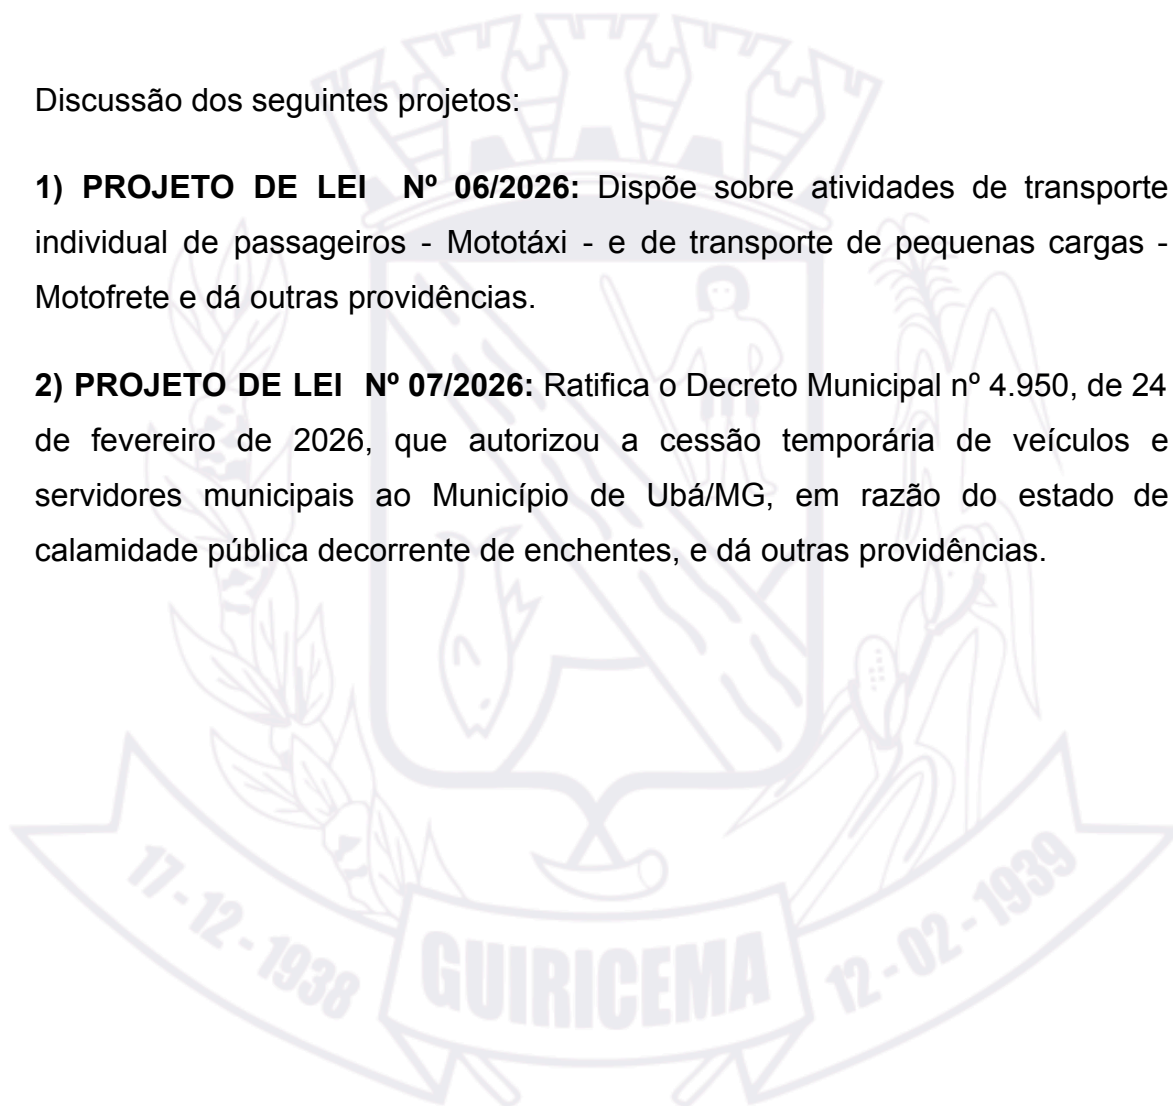 Discussão dos seguintes projetos:
1) PROJETO DE LEI Nº 06/2026: Dispõe sobre atividades de transporte
individual de passageiros - Mototáxi - e de transporte de pequenas cargas -
Motofrete e dá outras providências.
2) PROJETO DE LEI Nº 07/2026: Ratifica o Decreto Municipal nº 4.950, de 24
de fevereiro de 2026, que autorizou a cessão temporária de veículos e
servidores municipais ao Município de Ubá/MG, em razão do estado de
calamidade pública decorrente de enchentes, e dá outras providências.
17-12-1938
GUIRICEMA
12-02-1939